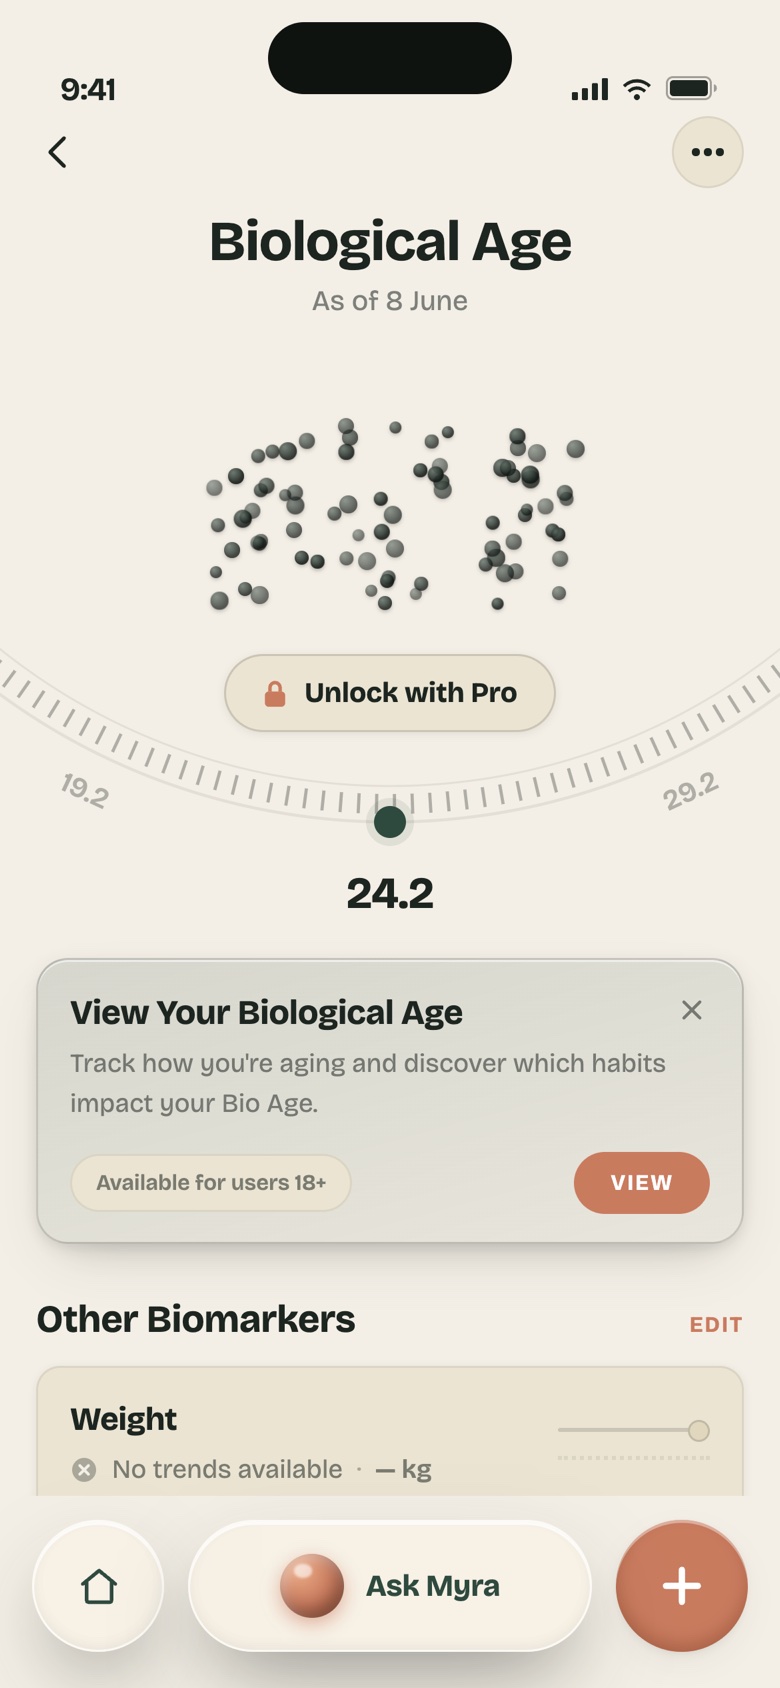 9:41
Biological Age
As of 8 June
Unlock with Pro
19.2
29.2
24.2
View Your Biological Age
Track how you're aging and discover which habits
impact your Bio Age.
Available for users 18+
VIEW
Other Biomarkers
EDIT
Weight
No trends available · — kg
Ask Myra